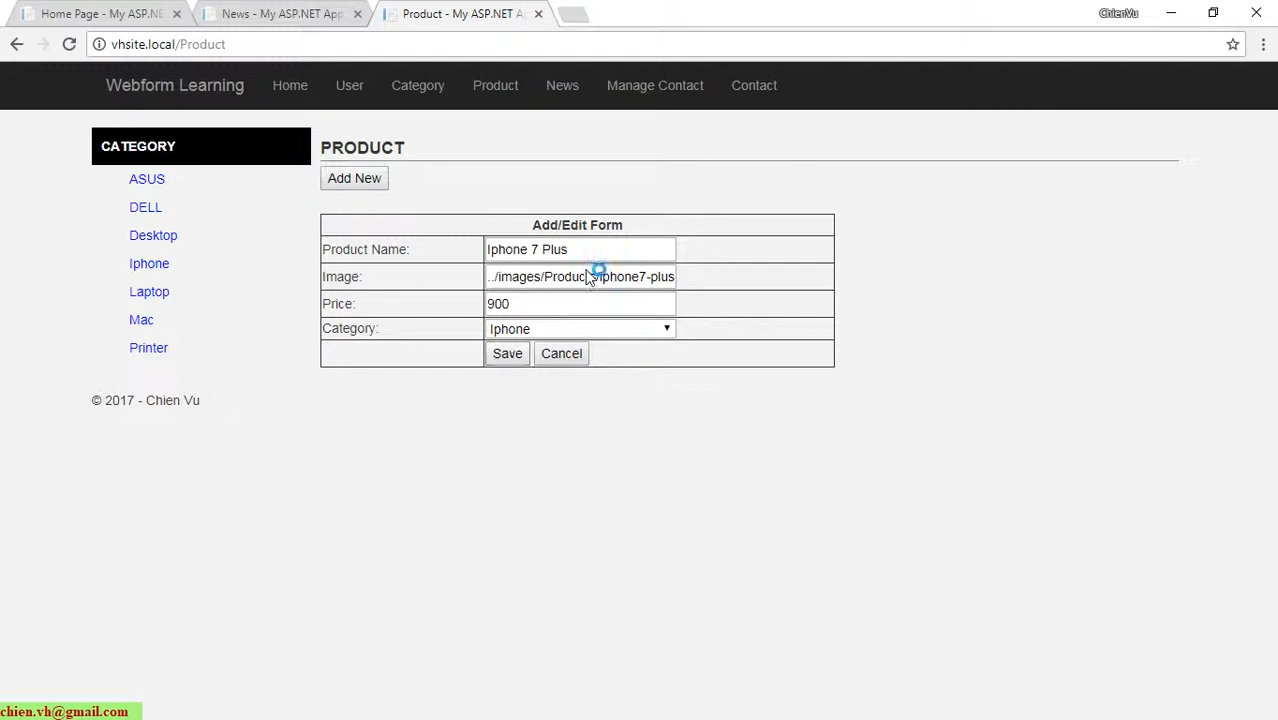 Home Page - My ASP.NE
News - My ASP.NET App
Product - My ASP.NET A
ChienVu
vhsite.local/Product
Webform Learning
Home
User
Category
Product
News
Manage Contact
Contact
CATEGORY
ASUS
DELL
Desktop
Iphone
Laptop
Mac
Printer
© 2017 - Chien Vu
PRODUCT
Add New
Add/Edit Form
Product Name:
Iphone 7 Plus
Image:
Price:
900
Category:
Iphone
Save
Cancel
chien.vh@gmail.com